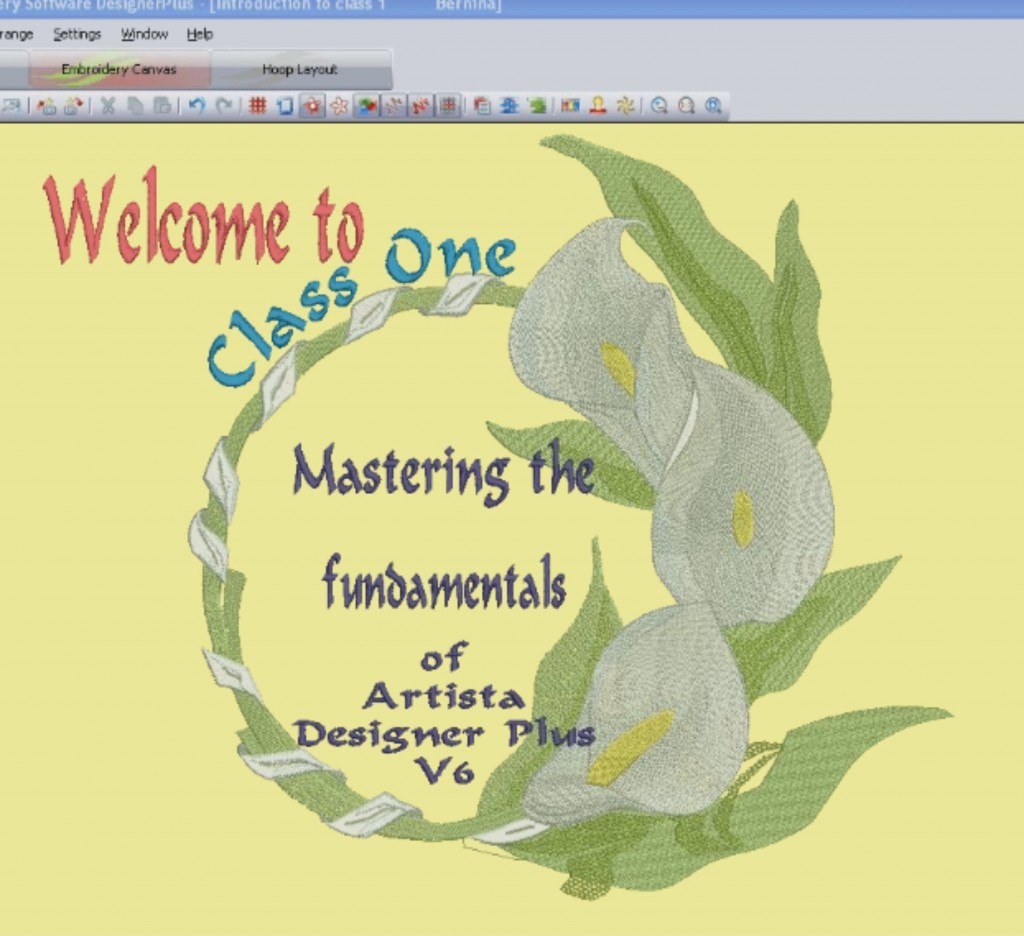 ery Software DesignerPlus - [Introduction to class 1 Bernina]
range Settings Window Help
Embroidery Canvas Hoop Layout
Welcome to
Class One
Mastering the
fundamentals
of
Artista
Designer Plus
V6